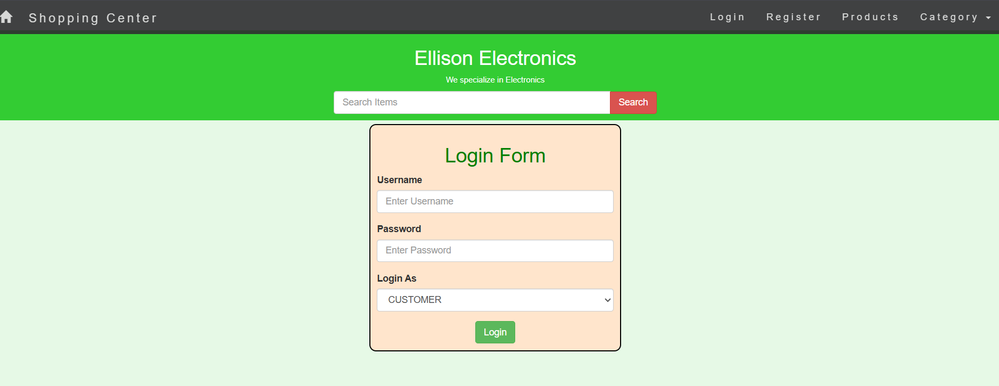 Shopping Center Login Register Products Category
Ellison Electronics
We specialize in Electronics
Search Items Search
Login Form
Username
Enter Username
Password
Enter Password
Login As
CUSTOMER
Login